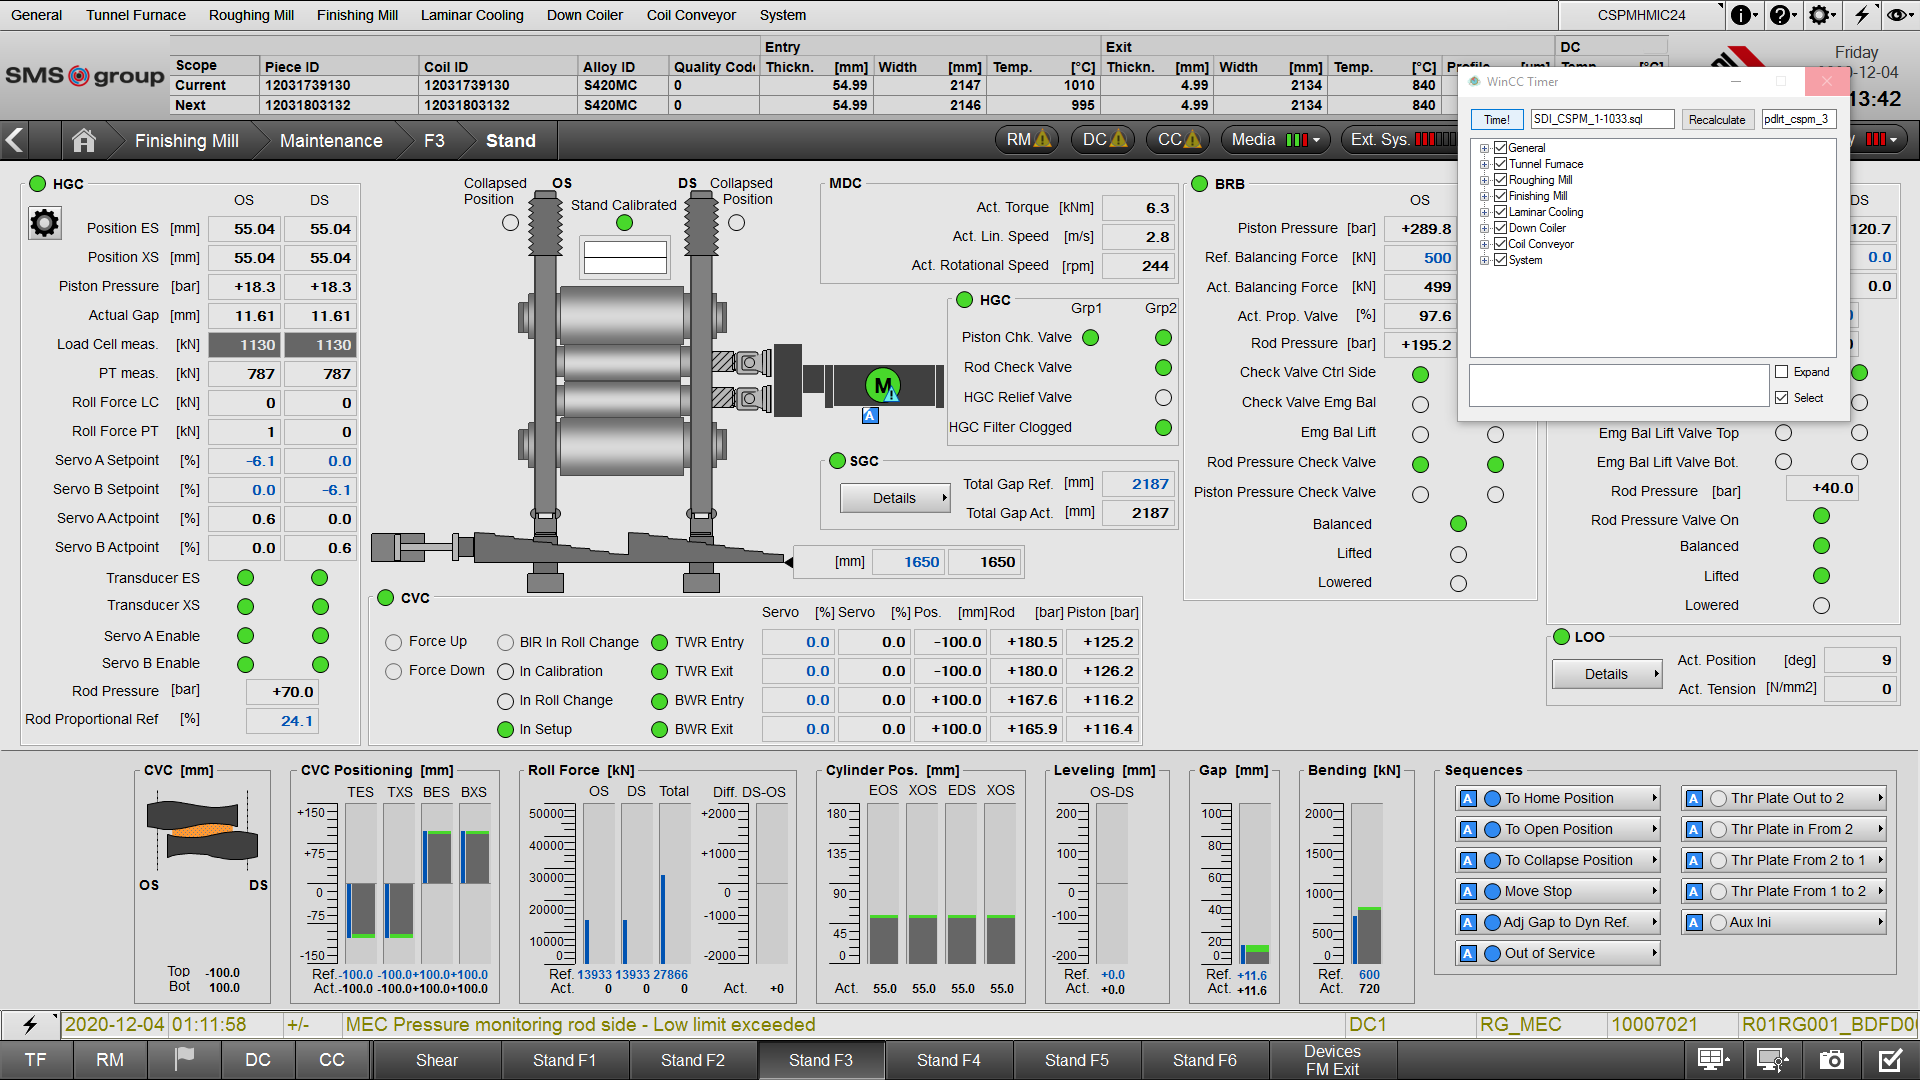 General Tunnel Furnace Roughing Mill Finishing Mill Laminar Cooling Down Coiler Coil Conveyor System CSPMHMIC24
SMS group
Entry Exit DC
Scope Piece ID Coil ID Alloy ID Quality Code Thickn. [mm] Width [mm] Temp. [°C] Thickn. [mm] Width [mm] Temp. [°C]
Current 12031739130 12031739130 S420MC 0 54.99 2147 1010 4.99 2134 840
Next 12031803132 12031803132 S420MC 0 54.99 2146 995 4.99 2134 840
Friday
-12-04
13:42
Finishing Mill Maintenance F3 Stand RM DC CC Media Ext. Sys.
WinCC Timer
Time! SDI_CSPM_1-1033.sql Recalculate pdlrt_cspm_3
General
Tunnel Furnace
Roughing Mill
Finishing Mill
Laminar Cooling
Down Coiler
Coil Conveyor
System
Expand
Select
HGC
OS DS
Position ES [mm] 55.04 55.04
Position XS [mm] 55.04 55.04
Piston Pressure [bar] +18.3 +18.3
Actual Gap [mm] 11.61 11.61
Load Cell meas. [kN] 1130 1130
PT meas. [kN] 787 787
Roll Force LC [kN] 0 0
Roll Force PT [kN] 1 0
Servo A Setpoint [%] -6.1 0.0
Servo B Setpoint [%] 0.0 -6.1
Servo A Actpoint [%] 0.6 0.0
Servo B Actpoint [%] 0.0 0.6
Transducer ES
Transducer XS
Servo A Enable
Servo B Enable
Rod Pressure [bar] +70.0
Rod Proportional Ref [%] 24.1
Collapsed Position OS DS Collapsed Position
Stand Calibrated
M
A
[mm] 1650 1650
MDC
Act. Torque [kNm] 6.3
Act. Lin. Speed [m/s] 2.8
Act. Rotational Speed [rpm] 244
HGC
Grp1 Grp2
Piston Chk. Valve
Rod Check Valve
HGC Relief Valve
HGC Filter Clogged
SGC
Details
Total Gap Ref. [mm] 2187
Total Gap Act. [mm] 2187
BRB
OS
Piston Pressure [bar] +289.8
Ref. Balancing Force [kN] 500
Act. Balancing Force [kN] 499
Act. Prop. Valve [%] 97.6
Rod Pressure [bar] +195.2
Check Valve Ctrl Side
Check Valve Emg Bal
Emg Bal Lift
Rod Pressure Check Valve
Piston Pressure Check Valve
Balanced
Lifted
Lowered
DS
120.7
0.0
0.0
Emg Bal Lift Valve Top
Emg Bal Lift Valve Bot.
Rod Pressure [bar] +40.0
Rod Pressure Valve On
Balanced
Lifted
Lowered
LOO
Details
Act. Position [deg] 9
Act. Tension [N/mm2] 0
CVC
Servo [%] Servo [%] Pos. [mm] Rod [bar] Piston [bar]
Force Up BIR In Roll Change TWR Entry 0.0 0.0 -100.0 +180.5 +125.2
Force Down In Calibration TWR Exit 0.0 0.0 -100.0 +180.0 +126.2
In Roll Change BWR Entry 0.0 0.0 +100.0 +167.6 +116.2
In Setup BWR Exit 0.0 0.0 +100.0 +165.9 +116.4
CVC [mm]
OS DS
Top -100.0
Bot 100.0
CVC Positioning [mm]
TES TXS BES BXS
+150
+75
0
-75
-150
Ref. -100.0 -100.0 +100.0 +100.0
Act. -100.0 -100.0 +100.0 +100.0
Roll Force [kN]
OS DS Total Diff. DS-OS
50000 +2000
40000 +1000
30000 0
20000 -1000
10000 -2000
0
Ref. 13933 13933 27866
Act. 0 0 0 Act. +0
Cylinder Pos. [mm]
EOS XOS EDS XOS
180
135
90
45
0
Act. 55.0 55.0 55.0 55.0
Leveling [mm]
OS-DS
200
100
0
-100
-200
Ref. +0.0
Act. +0.0
Gap [mm]
100
80
60
40
20
0
Ref. +11.6
Act. +11.6
Bending [kN]
2000
1500
1000
500
0
Ref. 600
Act. 720
Sequences
A To Home Position A Thr Plate Out to 2
A To Open Position A Thr Plate in From 2
A To Collapse Position A Thr Plate From 2 to 1
A Move Stop A Thr Plate From 1 to 2
A Adj Gap to Dyn Ref. A Aux Ini
A Out of Service
2020-12-04 01:11:58 +/- MEC Pressure monitoring rod side - Low limit exceeded DC1 RG_MEC 10007021
TF RM DC CC Shear Stand F1 Stand F2 Stand F3 Stand F4 Stand F5 Stand F6 Devices FM Exit